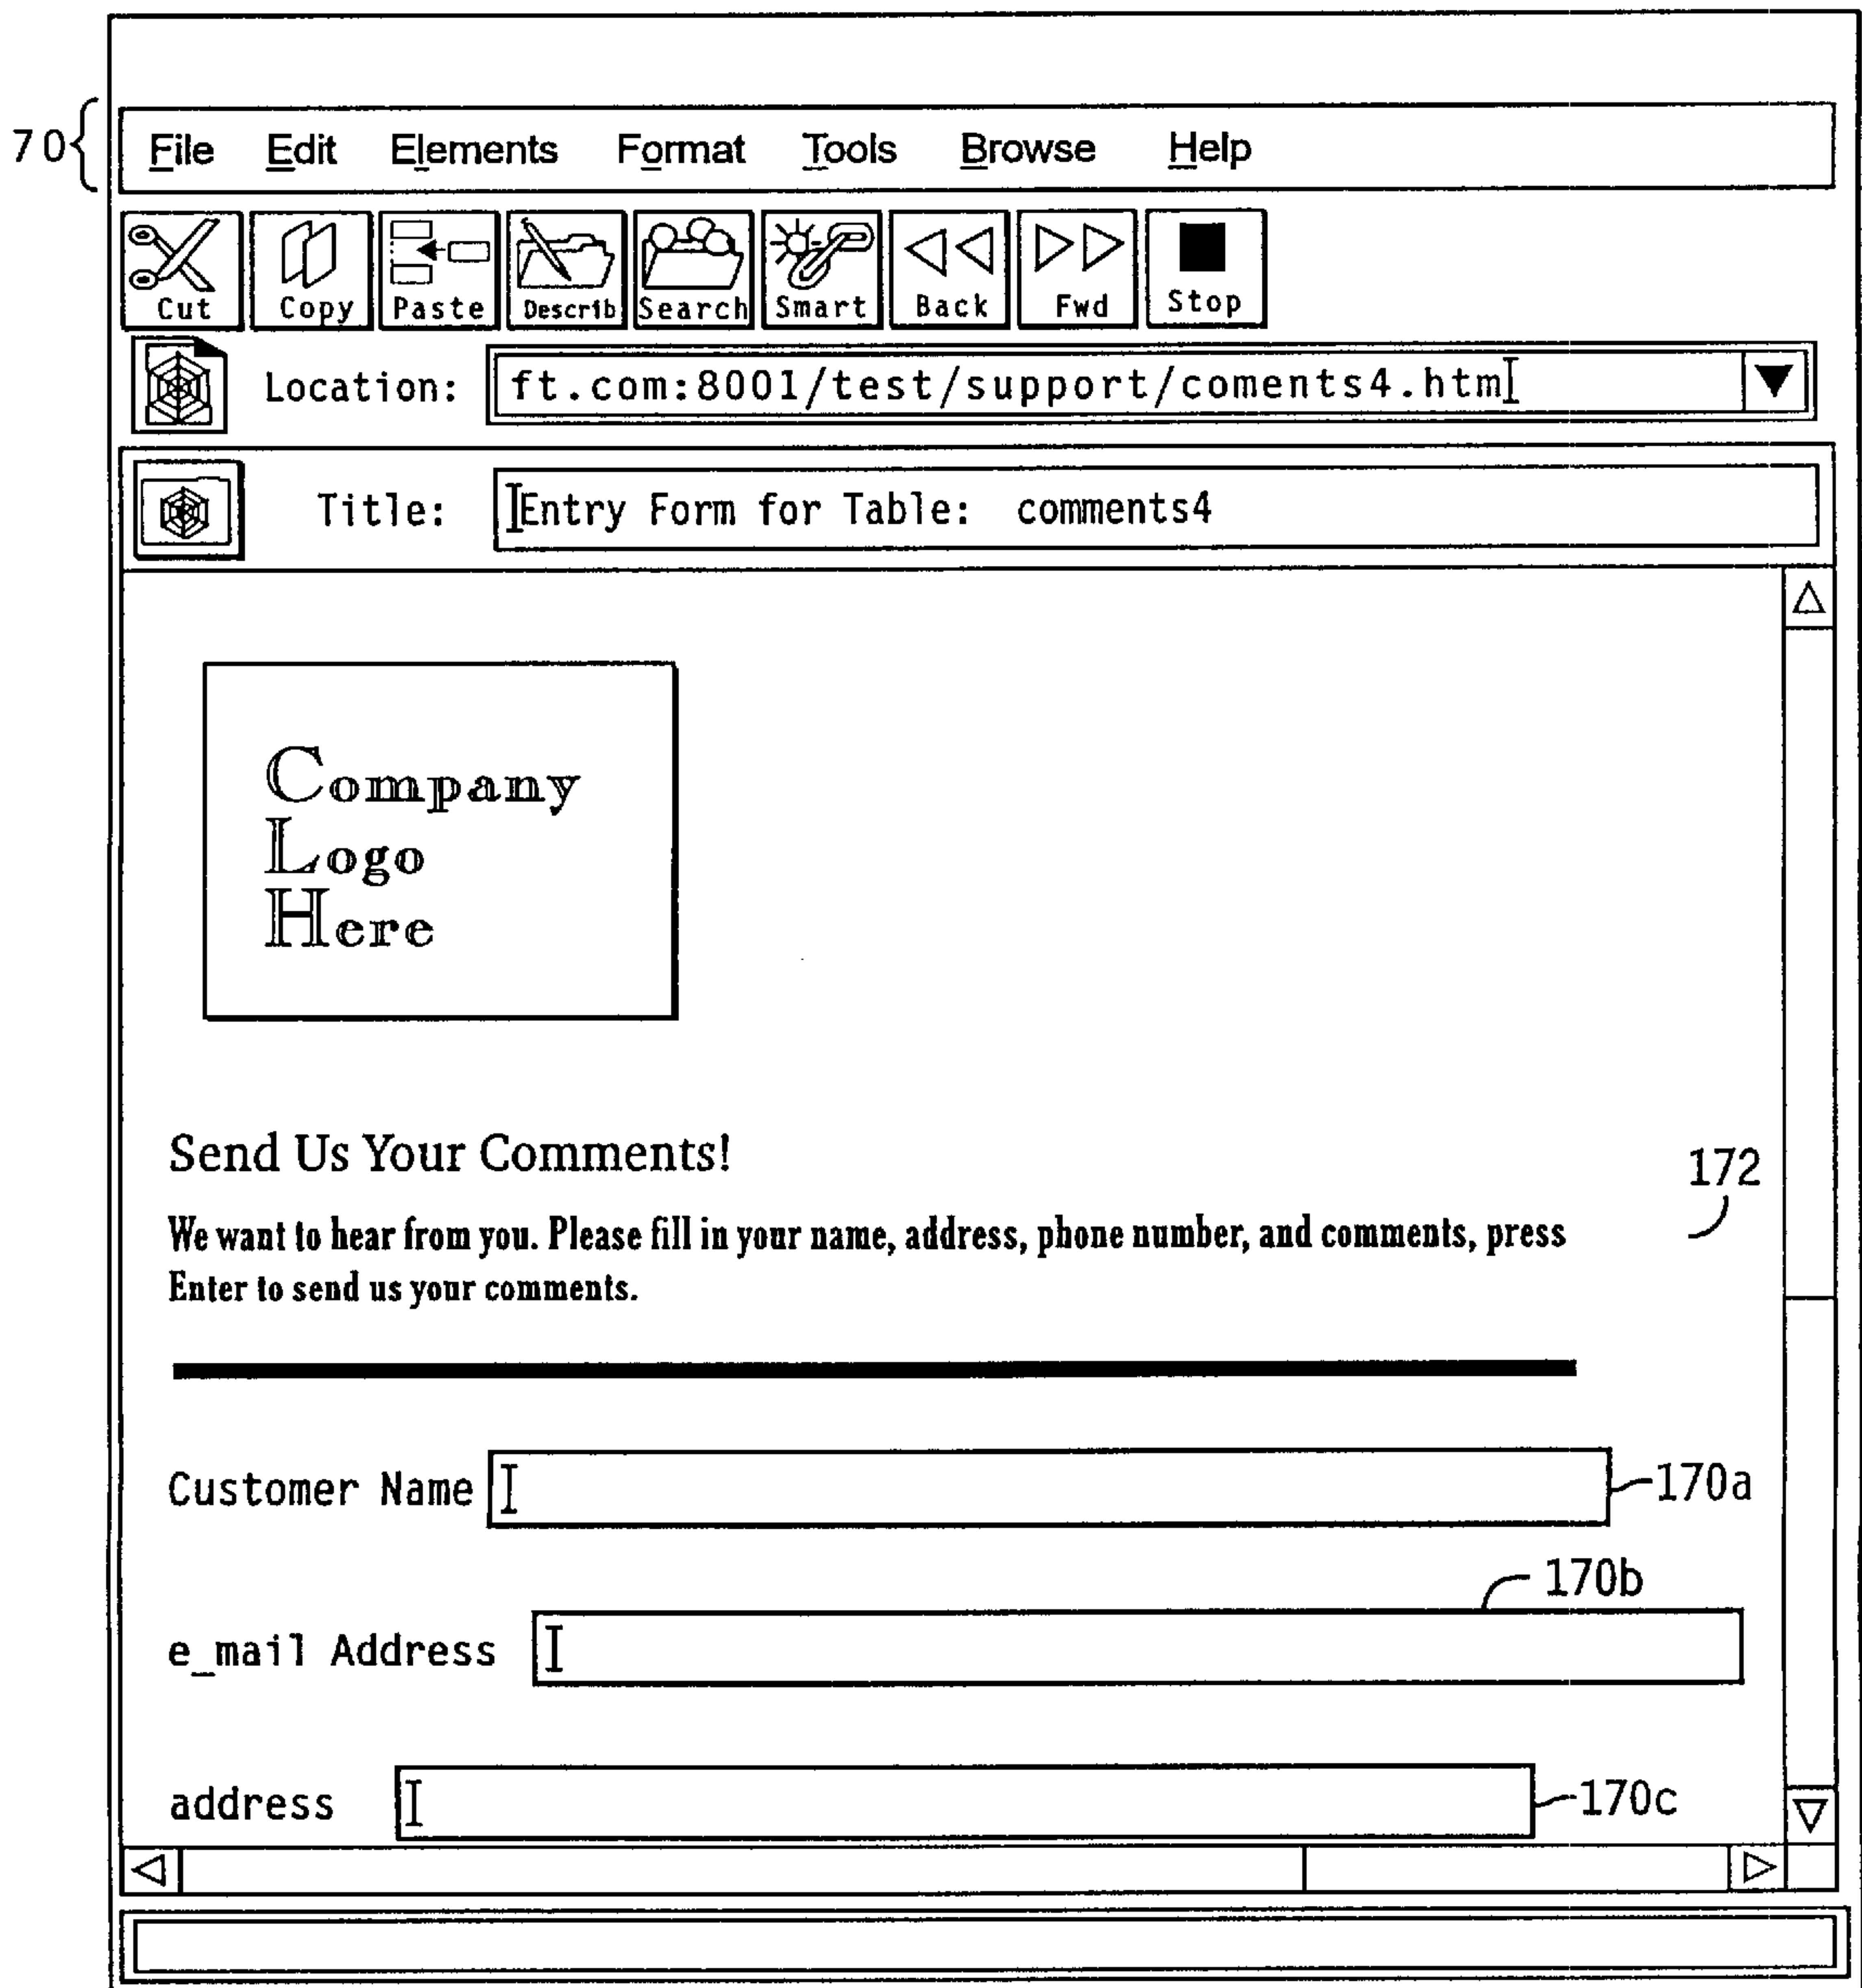 70
File Edit Elements Format Tools Browse Help
Cut Copy Paste Describ Search Smart Back Fwd Stop
Location: ft.com:8001/test/support/coments4.htm
Title: Entry Form for Table: comments4
Company
Logo
Here
Send Us Your Comments!
172
We want to hear from you. Please fill in your name, address, phone number, and comments, press
Enter to send us your comments.
Customer Name 170a
170b
e_mail Address
address 170c